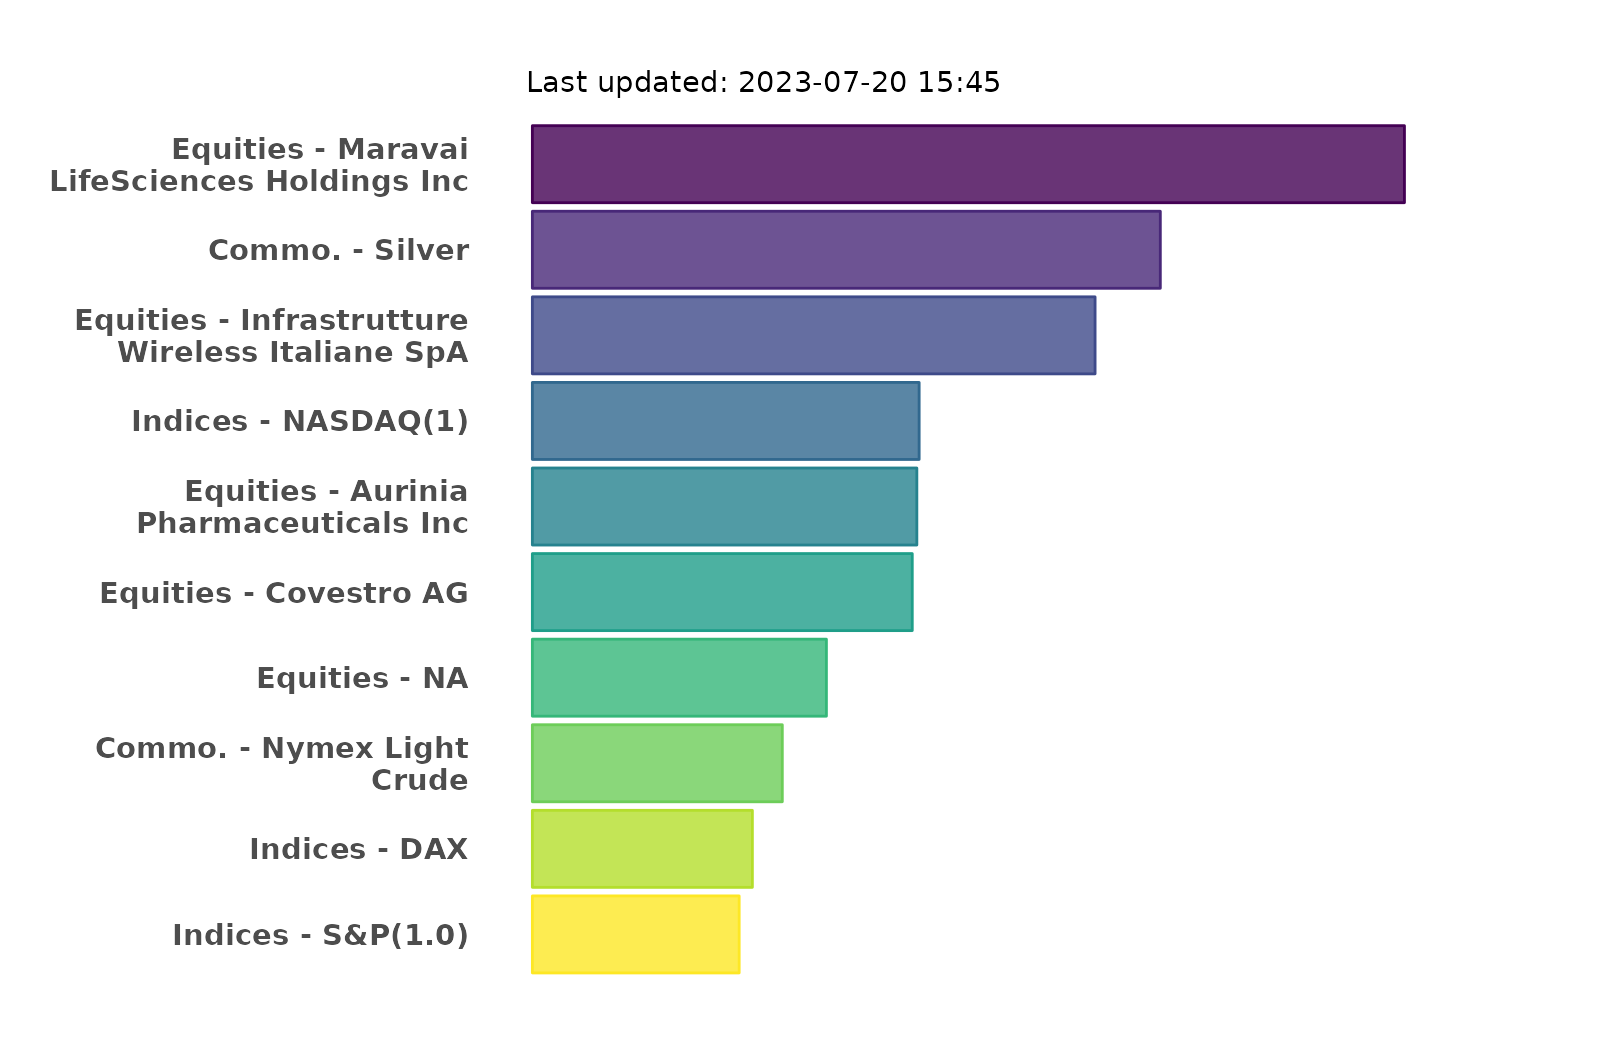 Last updated: 2023-07-20 15:45
Equities - Maravai
LifeSciences Holdings Inc
Commo. - Silver
Equities - Infrastrutture
Wireless Italiane SpA
Indices - NASDAQ(1)
Equities - Aurinia
Pharmaceuticals Inc
Equities - Covestro AG
Equities - NA
Commo. - Nymex Light
Crude
Indices - DAX
Indices - S&P(1.0)